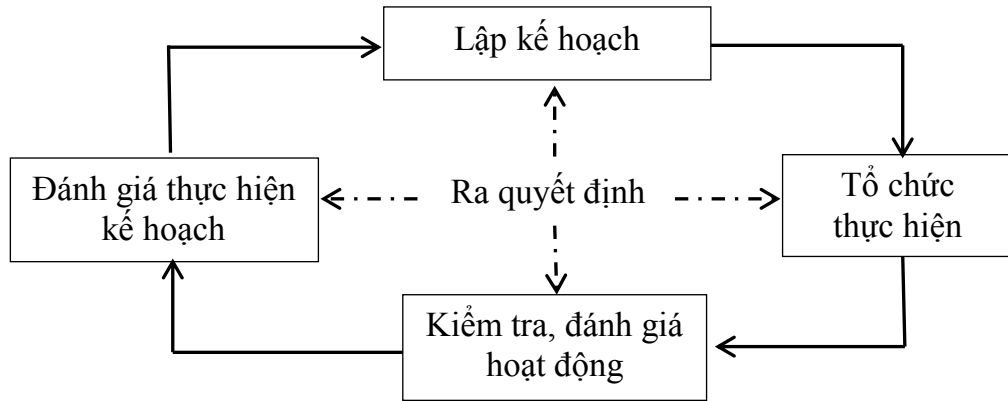 Lập kế hoạch
Đánh giá thực hiện
kế hoạch
Ra quyết định
Tổ chức
thực hiện
Kiểm tra, đánh giá
hoạt động